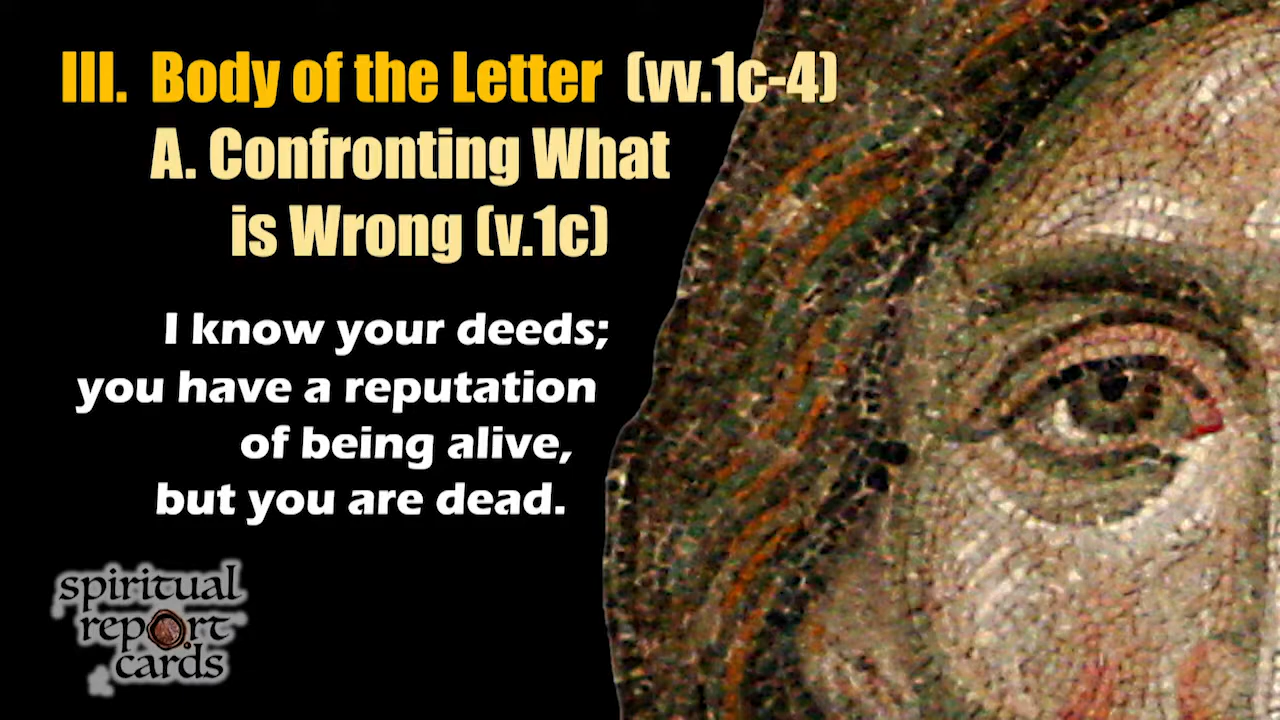 III. Body of the Letter (vv.1c-4)
A. Confronting What
is Wrong (v.1c)
I know your deeds;
you have a reputation
of being alive,
but you are dead.
spiritual
report
cards